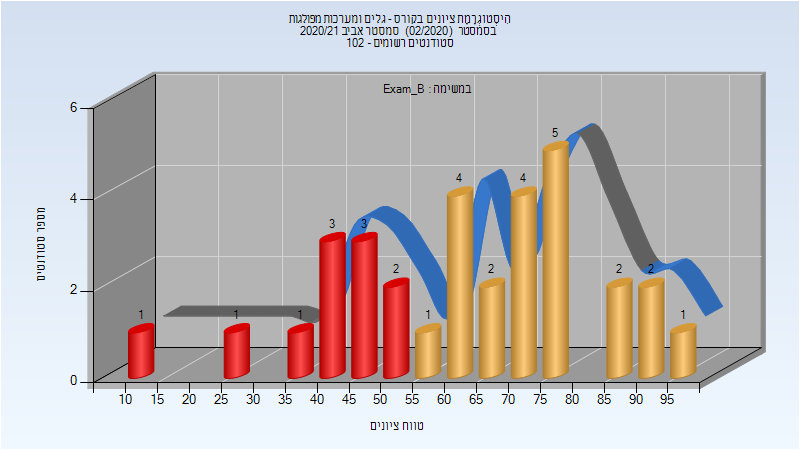 היסטוגרמת ציונים בקורס - גלים ומערכות מפולגות
בסמסטר (02/2020) סמסטר אביב 2020/21
סטודנטים רשומים - 102
במשימה : Exam_B
מספר סטודנטים
6
4
2
0
1
1
1
3
3
2
1
4
2
4
5
2
2
1
10 15 20 25 30 35 40 45 50 55 60 65 70 75 80 85 90 95
טווח ציונים